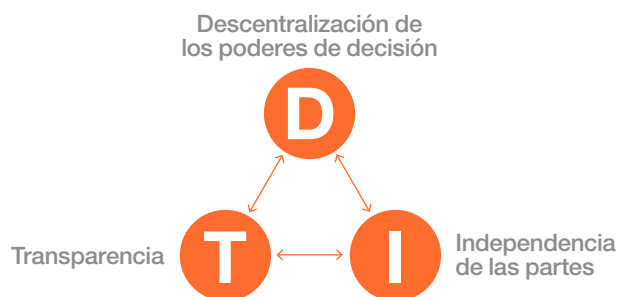 Descentralización de
los poderes de decisión
D
Transparencia
T
I
Independencia
de las partes